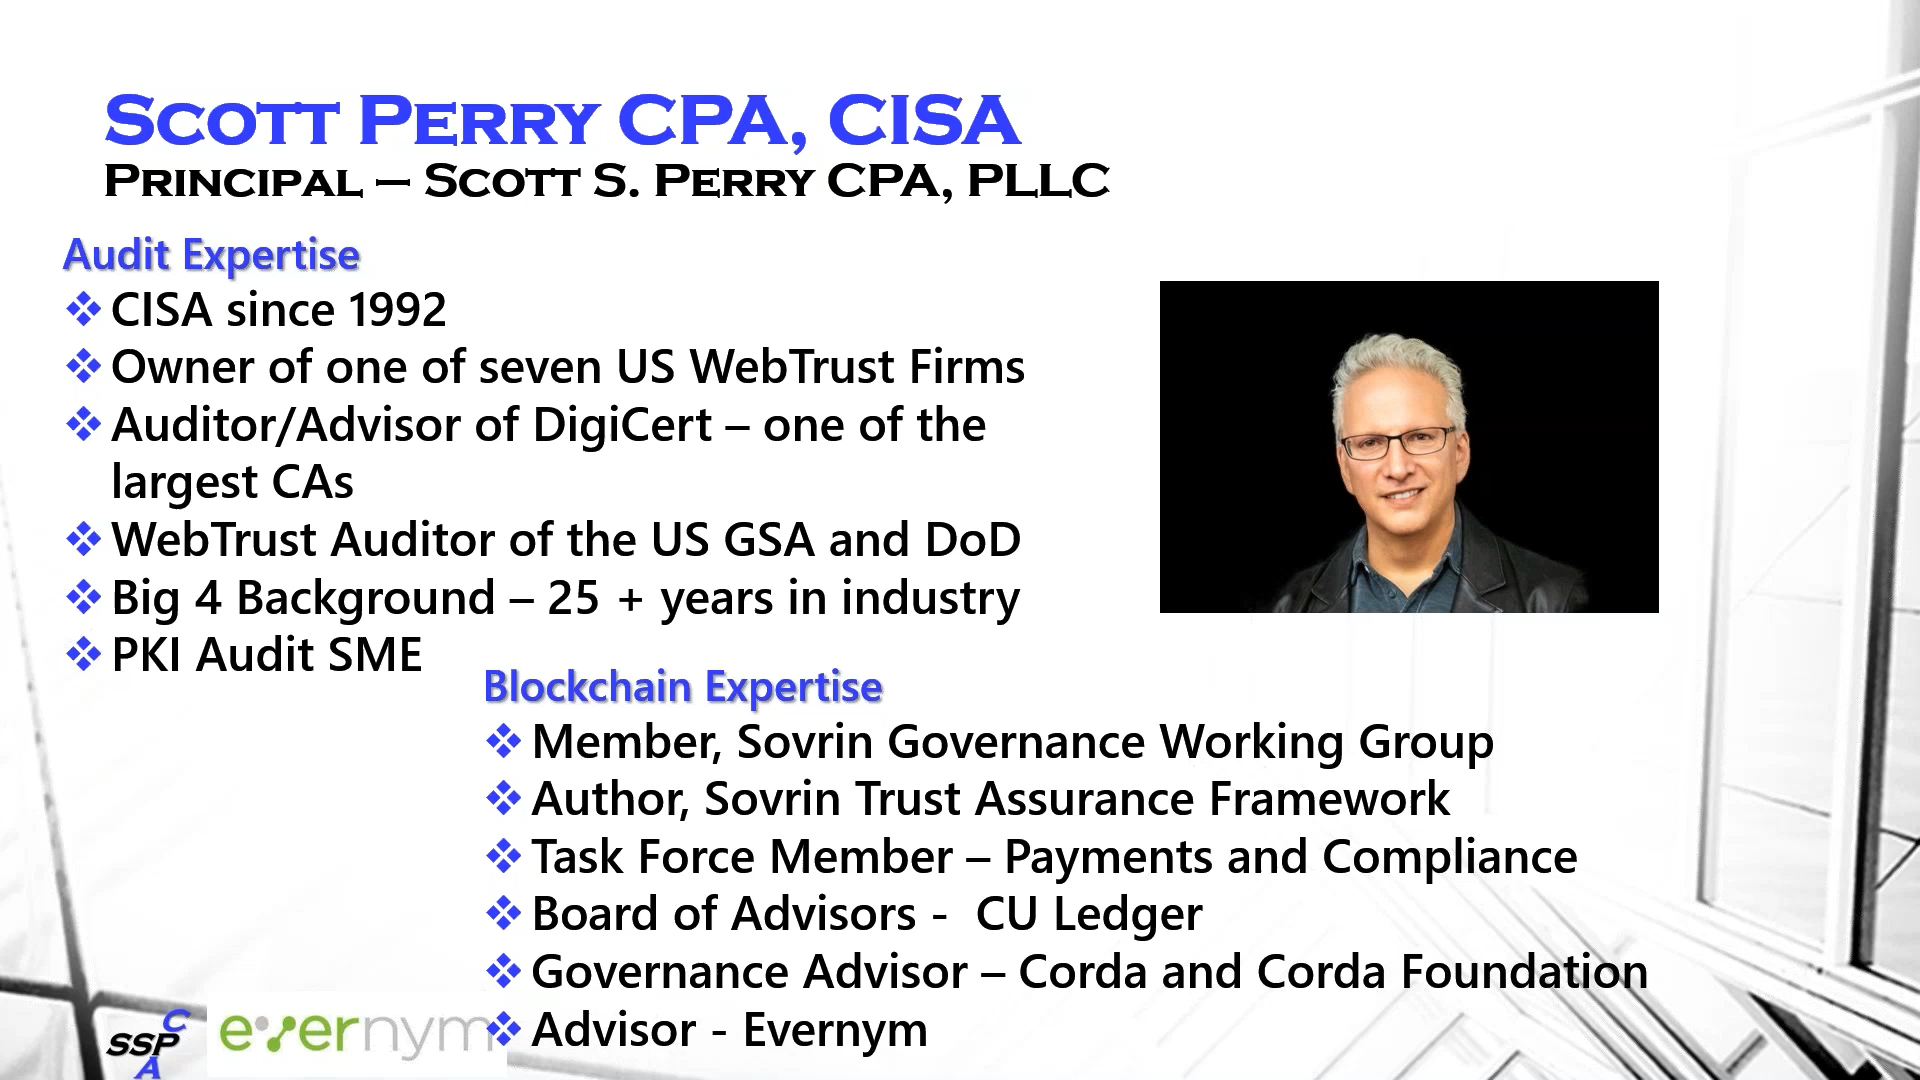 Scott Perry CPA, CISA
Principal – Scott S. Perry CPA, PLLC
Audit Expertise
CISA since 1992
Owner of one of seven US WebTrust Firms
Auditor/Advisor of DigiCert – one of the
largest CAs
WebTrust Auditor of the US GSA and DoD
Big 4 Background – 25 + years in industry
PKI Audit SME
Blockchain Expertise
Member, Sovrin Governance Working Group
Author, Sovrin Trust Assurance Framework
Task Force Member – Payments and Compliance
Board of Advisors - CU Ledger
Governance Advisor – Corda and Corda Foundation
Advisor - Evernym
C
SSP
A
evernym